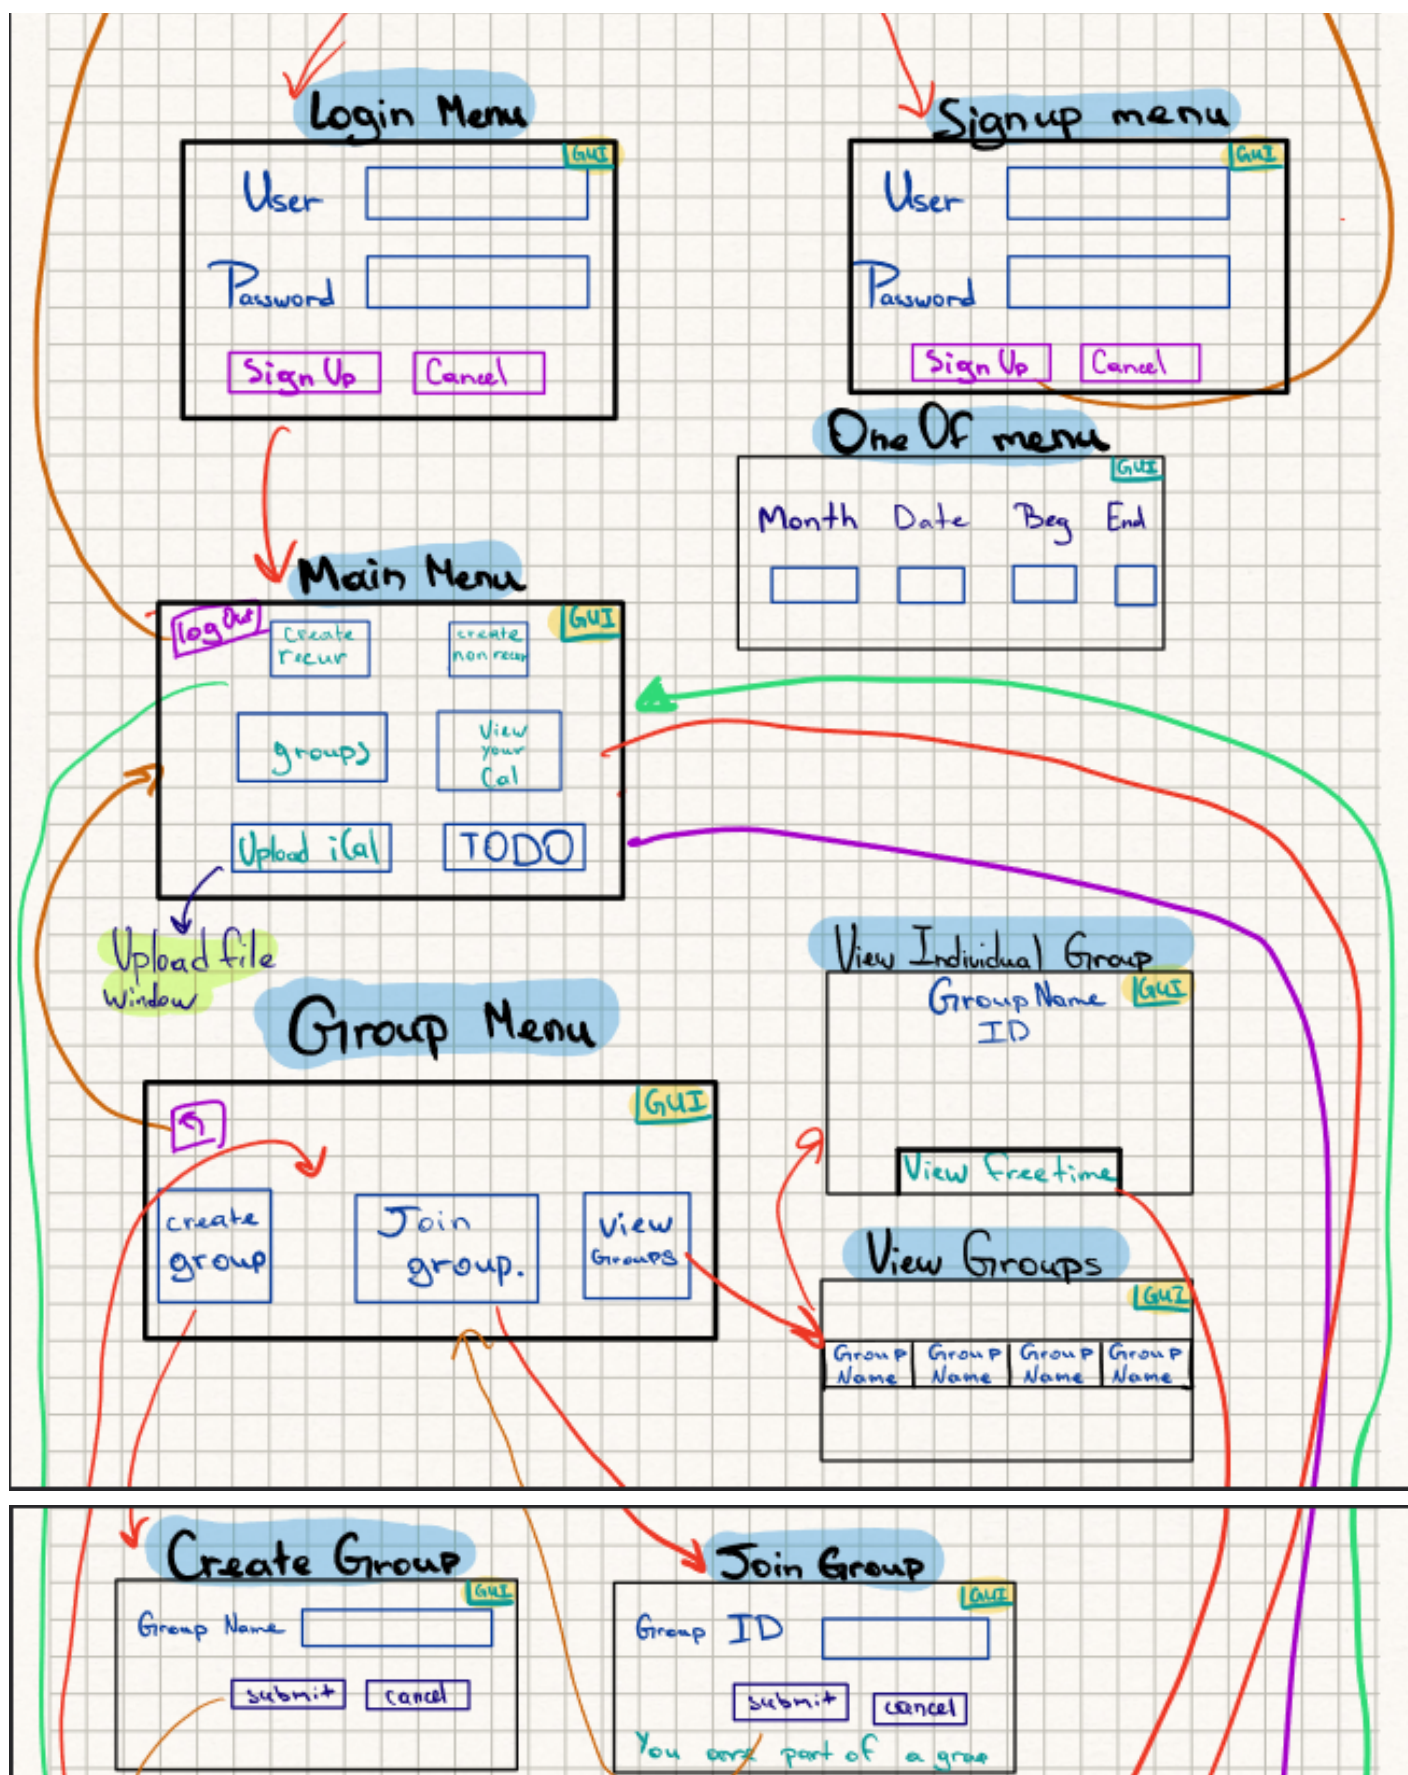 Login Menu
GUI
User
Password
Sign Up
Cancel
Signup menu
GUI
User
Password
Sign Up
Cancel
One Of menu
GUI
Month Date Beg End
Main Menu
GUI
log Out
create
recur
create
non recur
groups
View
your
Cal
Upload iCal
TODO
Upload file
window
View Individual Group
GUI
Group Name
ID
View freetime
Group Menu
GUI
create
group
Join
group.
View
Groups
View Groups
GUI
Group
Name
Group
Name
Group
Name
Group
Name
Create Group
GUI
Group Name
submit
cancel
Join Group
GUI
Group ID
submit
cancel
You are part of a grop